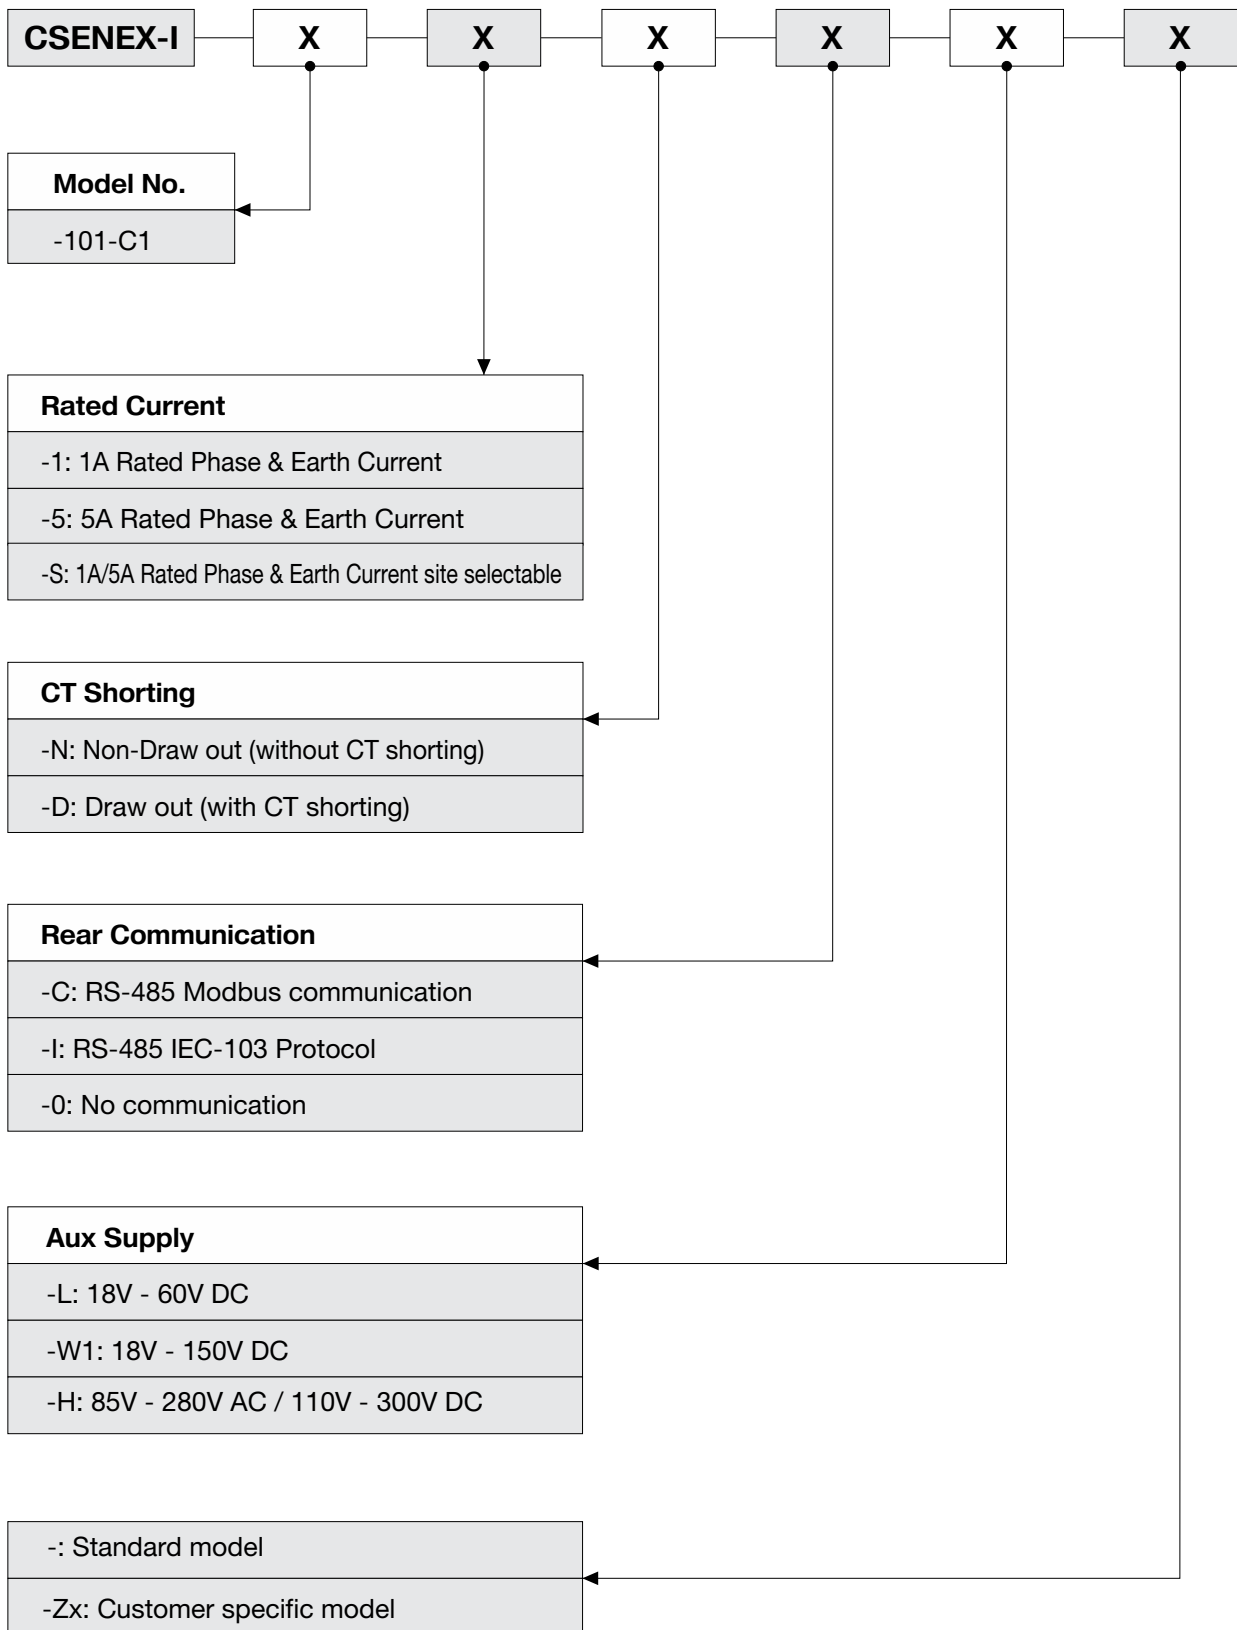 CSENEX-I X X X X X X
Model No.
-101-C1
Rated Current
-1: 1A Rated Phase & Earth Current
-5: 5A Rated Phase & Earth Current
-S: 1A/5A Rated Phase & Earth Current site selectable
CT Shorting
-N: Non-Draw out (without CT shorting)
-D: Draw out (with CT shorting)
Rear Communication
-C: RS-485 Modbus communication
-I: RS-485 IEC-103 Protocol
-0: No communication
Aux Supply
-L: 18V - 60V DC
-W1: 18V - 150V DC
-H: 85V - 280V AC / 110V - 300V DC
-: Standard model
-Zx: Customer specific model